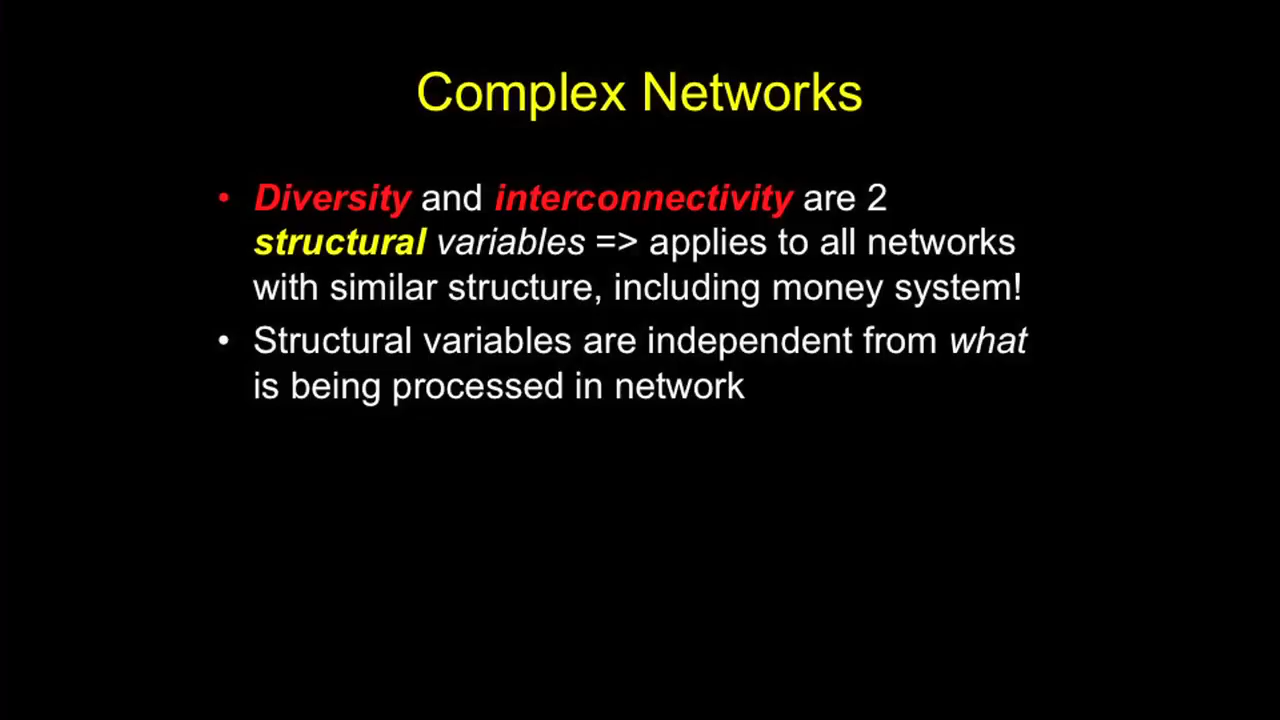 Complex Networks
• Diversity and interconnectivity are 2
structural variables => applies to all networks
with similar structure, including money system!
• Structural variables are independent from what
is being processed in network